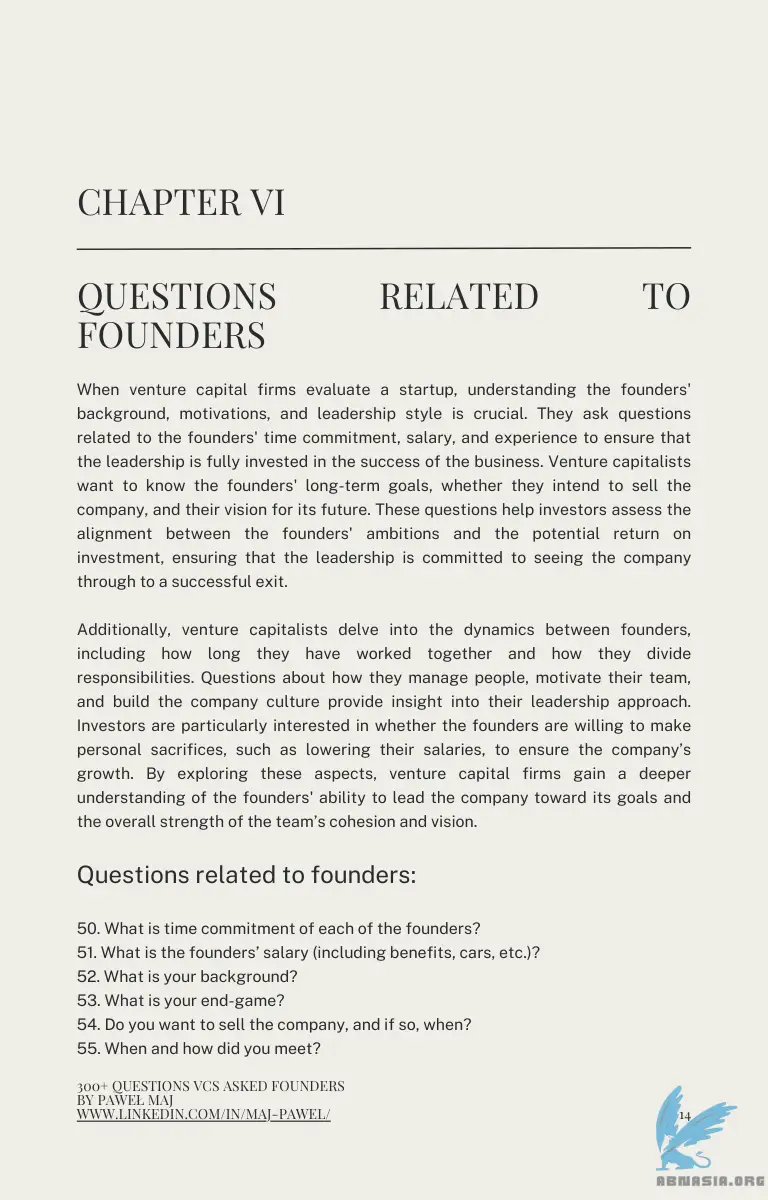 CHAPTER VI
QUESTIONS RELATED TO
FOUNDERS
When venture capital firms evaluate a startup, understanding the founders'
background, motivations, and leadership style is crucial. They ask questions
related to the founders' time commitment, salary, and experience to ensure that
the leadership is fully invested in the success of the business. Venture capitalists
want to know the founders' long-term goals, whether they intend to sell the
company, and their vision for its future. These questions help investors assess the
alignment between the founders' ambitions and the potential return on
investment, ensuring that the leadership is committed to seeing the company
through to a successful exit.
Additionally, venture capitalists delve into the dynamics between founders,
including how long they have worked together and how they divide
responsibilities. Questions about how they manage people, motivate their team,
and build the company culture provide insight into their leadership approach.
Investors are particularly interested in whether the founders are willing to make
personal sacrifices, such as lowering their salaries, to ensure the company’s
growth. By exploring these aspects, venture capital firms gain a deeper
understanding of the founders' ability to lead the company toward its goals and
the overall strength of the team’s cohesion and vision.
Questions related to founders:
50. What is time commitment of each of the founders?
51. What is the founders’ salary (including benefits, cars, etc.)?
52. What is your background?
53. What is your end-game?
54. Do you want to sell the company, and if so, when?
55. When and how did you meet?
300+ QUESTIONS VCS ASKED FOUNDERS
BY PAWEŁ MAJ
WWW.LINKEDIN.COM/IN/MAJ-PAWEL/
14
ABNASIA.ORG